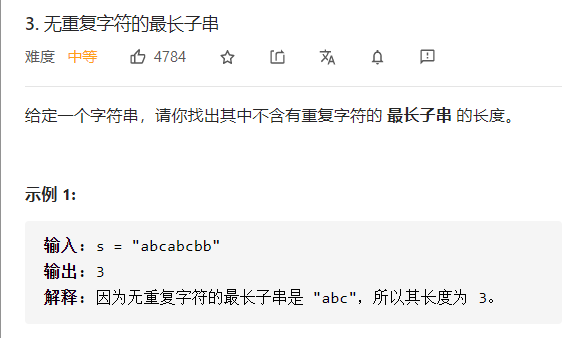 3. 无重复字符的最长子串
难度 中等 4784
给定一个字符串，请你找出其中不含有重复字符的 最长子串 的长度。
示例 1:
输入: s = "abcabcbb"
输出: 3
解释: 因为无重复字符的最长子串是 "abc"，所以其长度为 3。